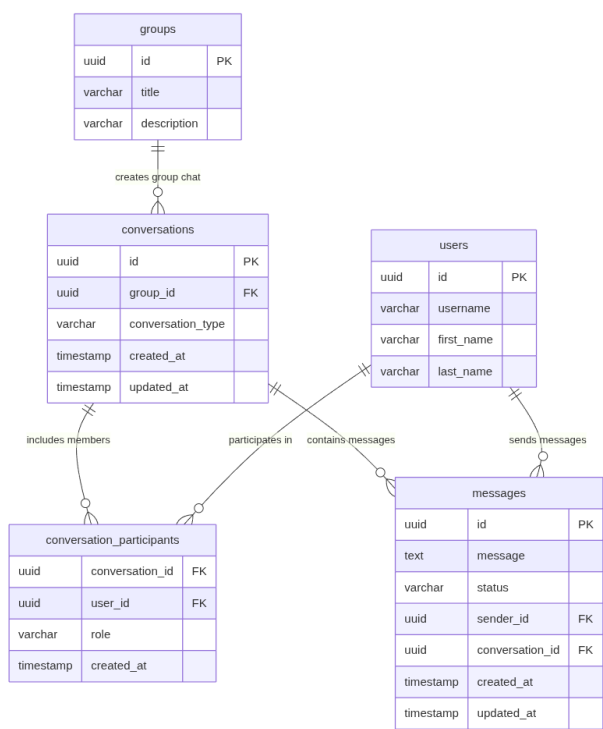 groups
uuid id PK
varchar title
varchar description
creates group chat
conversations
uuid id PK
uuid group_id FK
varchar conversation_type
timestamp created_at
timestamp updated_at
users
uuid id PK
varchar username
varchar first_name
varchar last_name
includes members
participates in
contains messages
sends messages
conversation_participants
uuid conversation_id FK
uuid user_id FK
varchar role
timestamp created_at
messages
uuid id PK
text message
varchar status
uuid sender_id FK
uuid conversation_id FK
timestamp created_at
timestamp updated_at